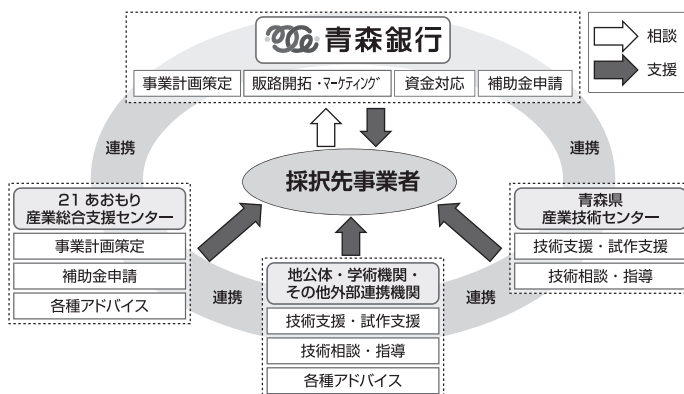 青森銀行
事業計画策定
販路開拓・マーケティング
資金対応
補助金申請
相談
支援
連携
連携
採択先事業者
21あおもり
産業総合支援センター
事業計画策定
補助金申請
各種アドバイス
青森県
産業技術センター
技術支援・試作支援
技術相談・指導
連携
連携
地公体・学術機関・
その他外部連携機関
技術支援・試作支援
技術相談・指導
各種アドバイス